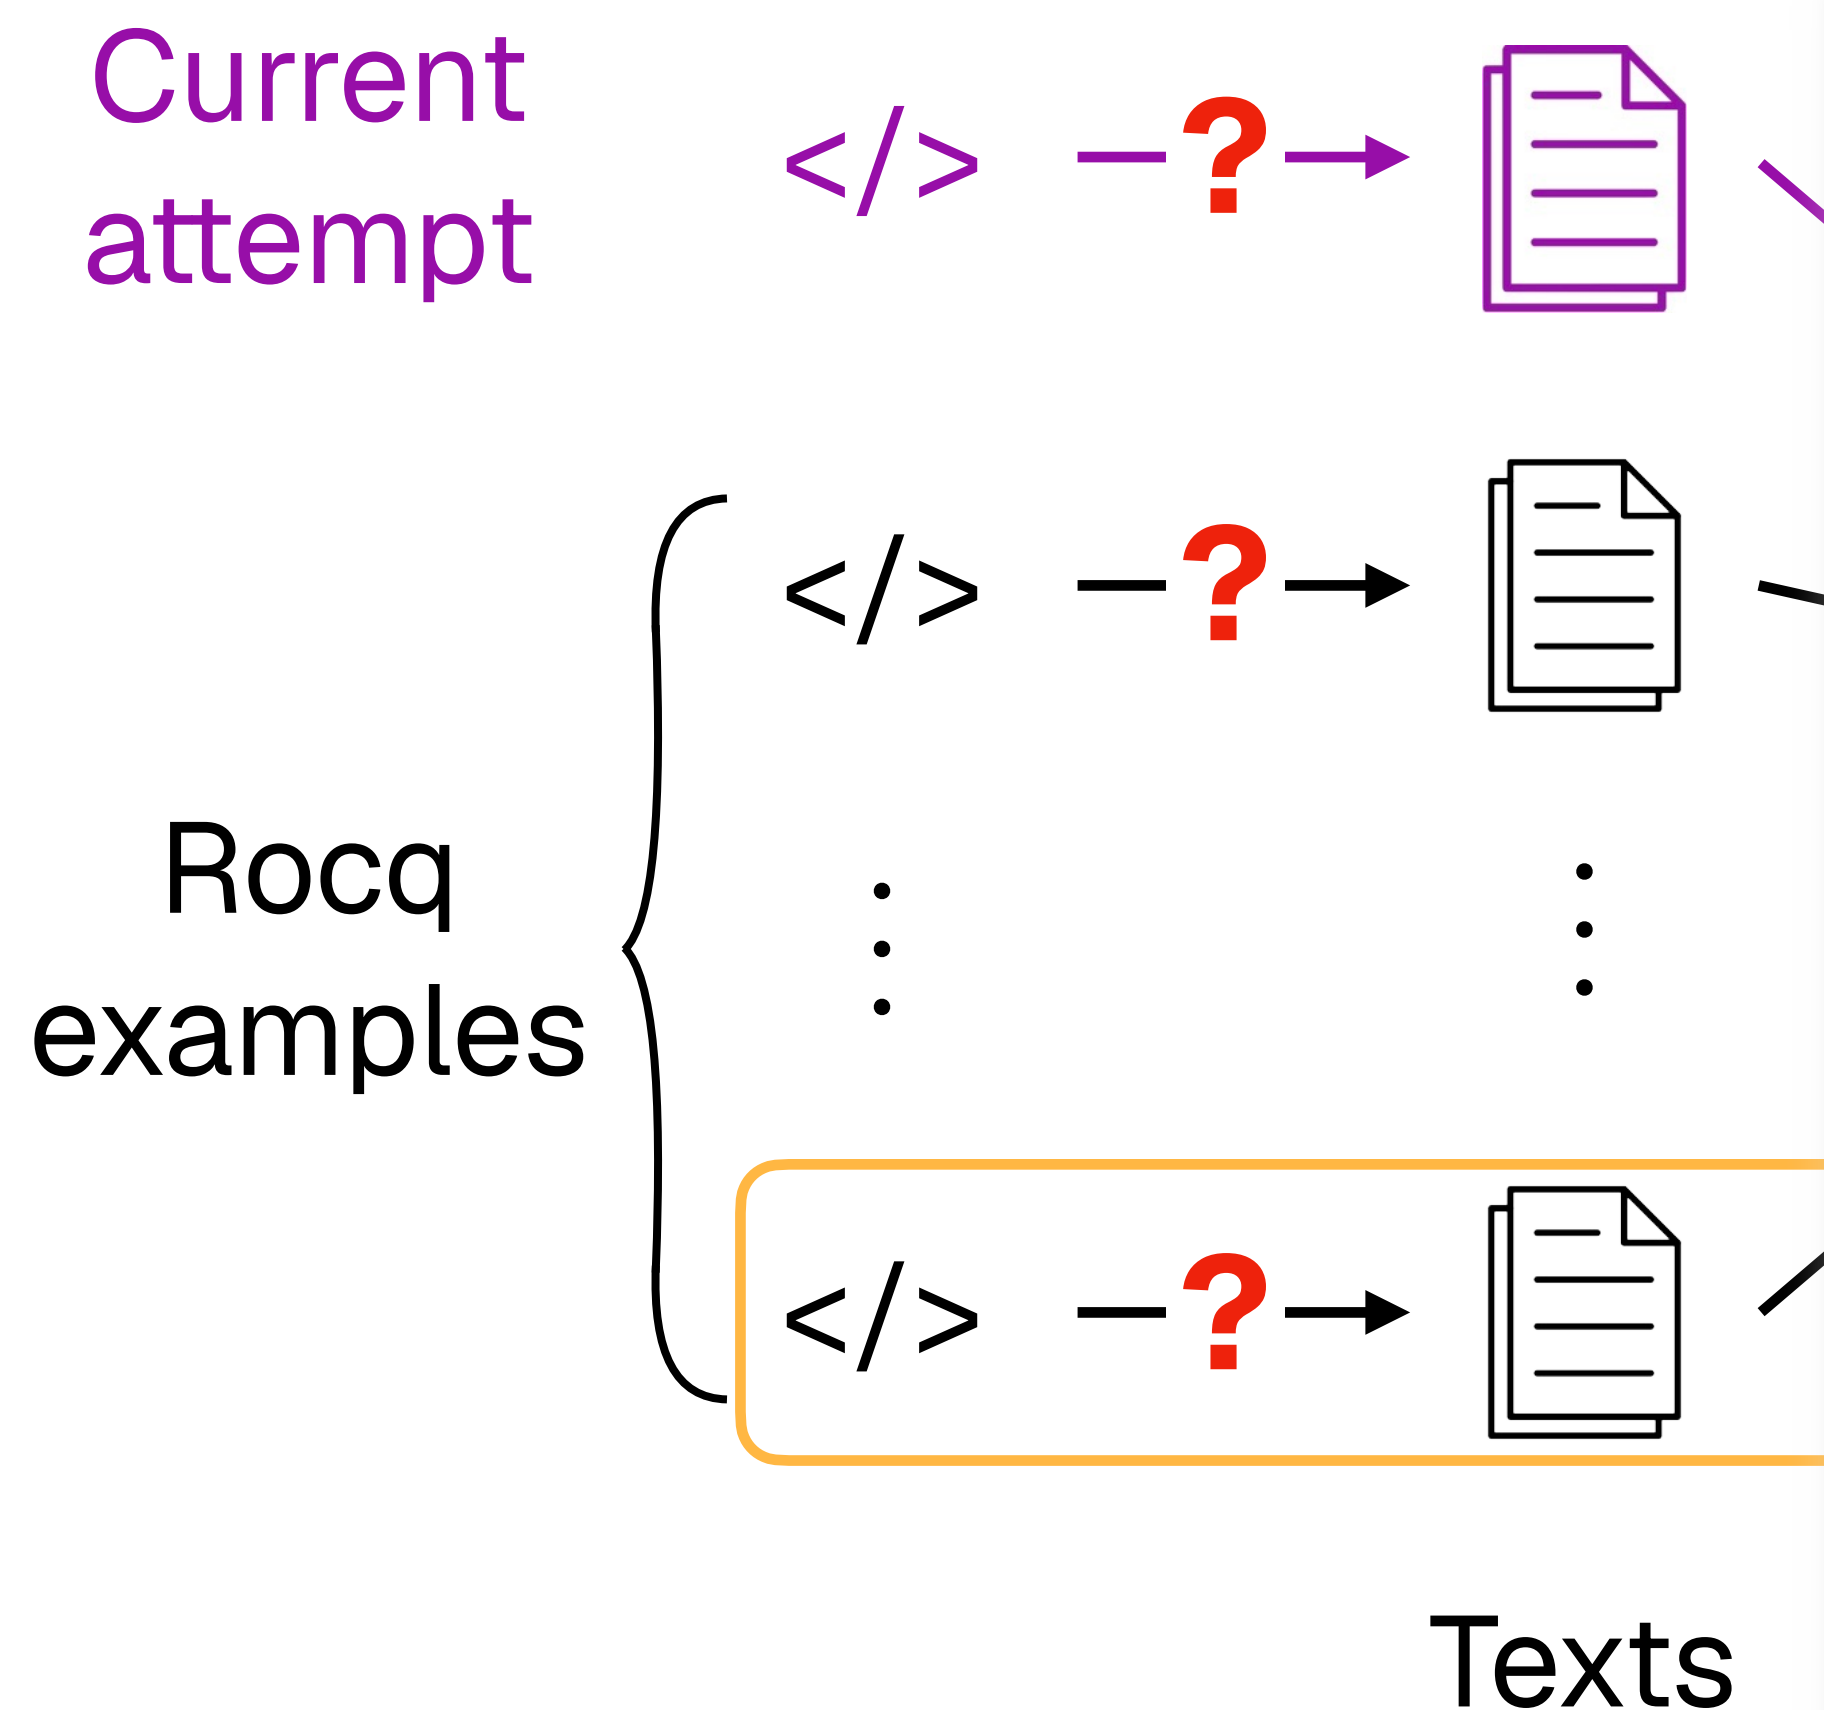 Current
attempt
</> ?
</> ?
Rocq
examples
</> ?
Texts